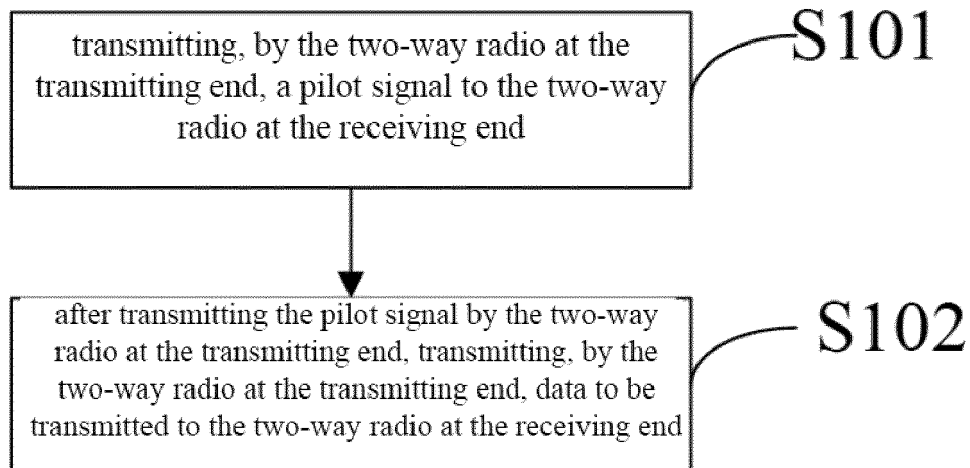 transmitting, by the two-way radio at the
transmitting end, a pilot signal to the two-way
radio at the receiving end
S101
after transmitting the pilot signal by the two-way
radio at the transmitting end, transmitting, by the
two-way radio at the transmitting end, data to be
transmitted to the two-way radio at the receiving end
S102